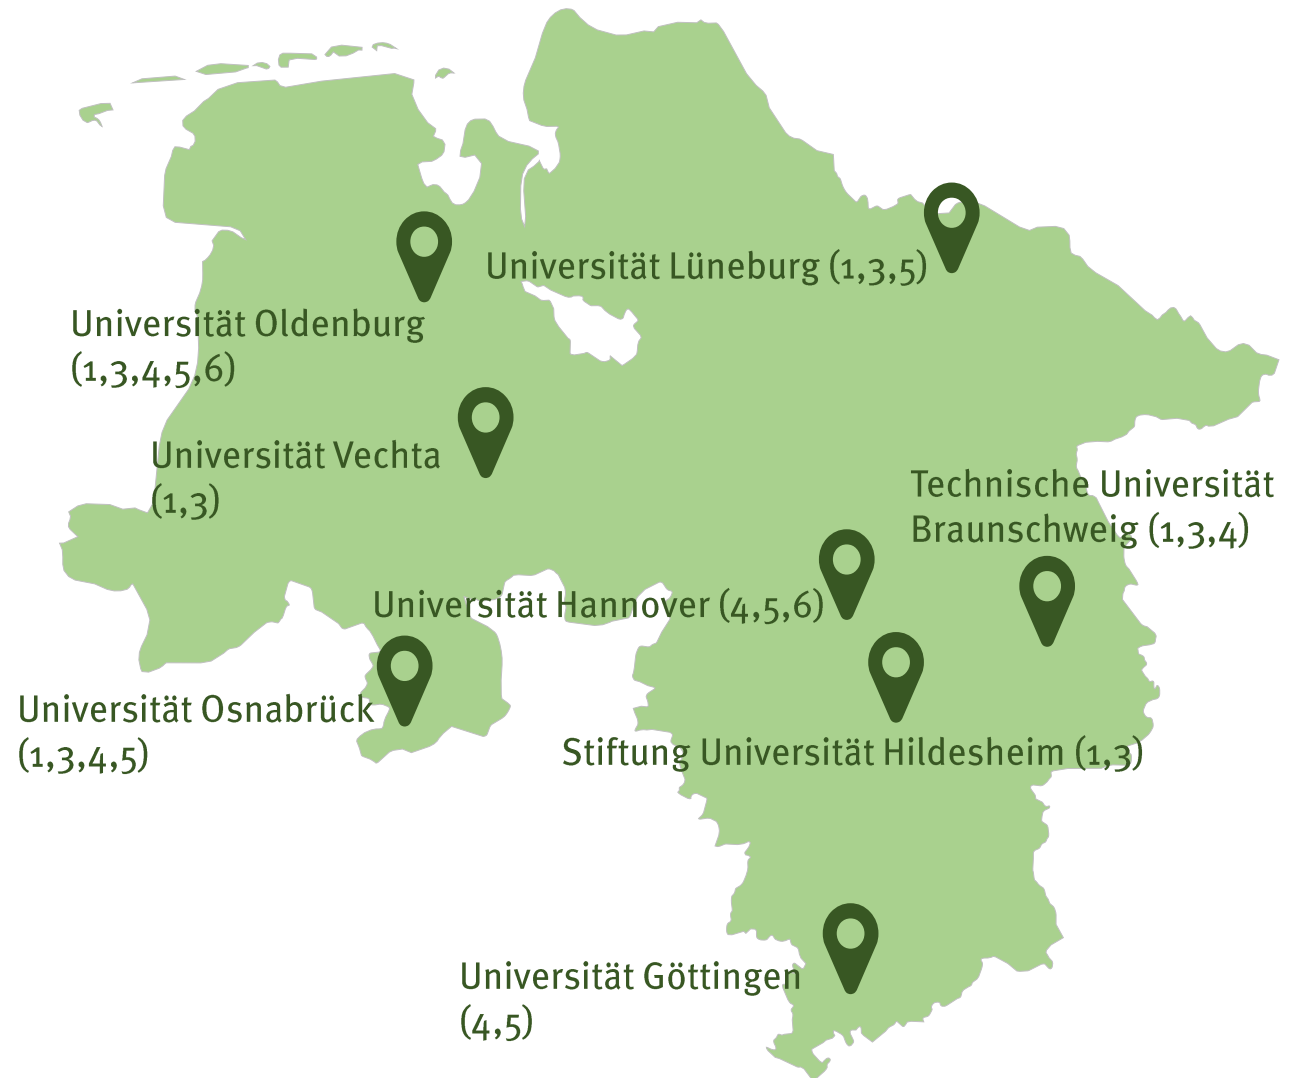 Universität Lüneburg (1,3,5)
Universität Oldenburg
(1,3,4,5,6)
Universität Vechta
(1,3)
Technische Universität
Braunschweig (1,3,4)
Universität Hannover (4,5,6)
Universität Osnabrück
(1,3,4,5)
Stiftung Universität Hildesheim (1,3)
Universität Göttingen
(4,5)